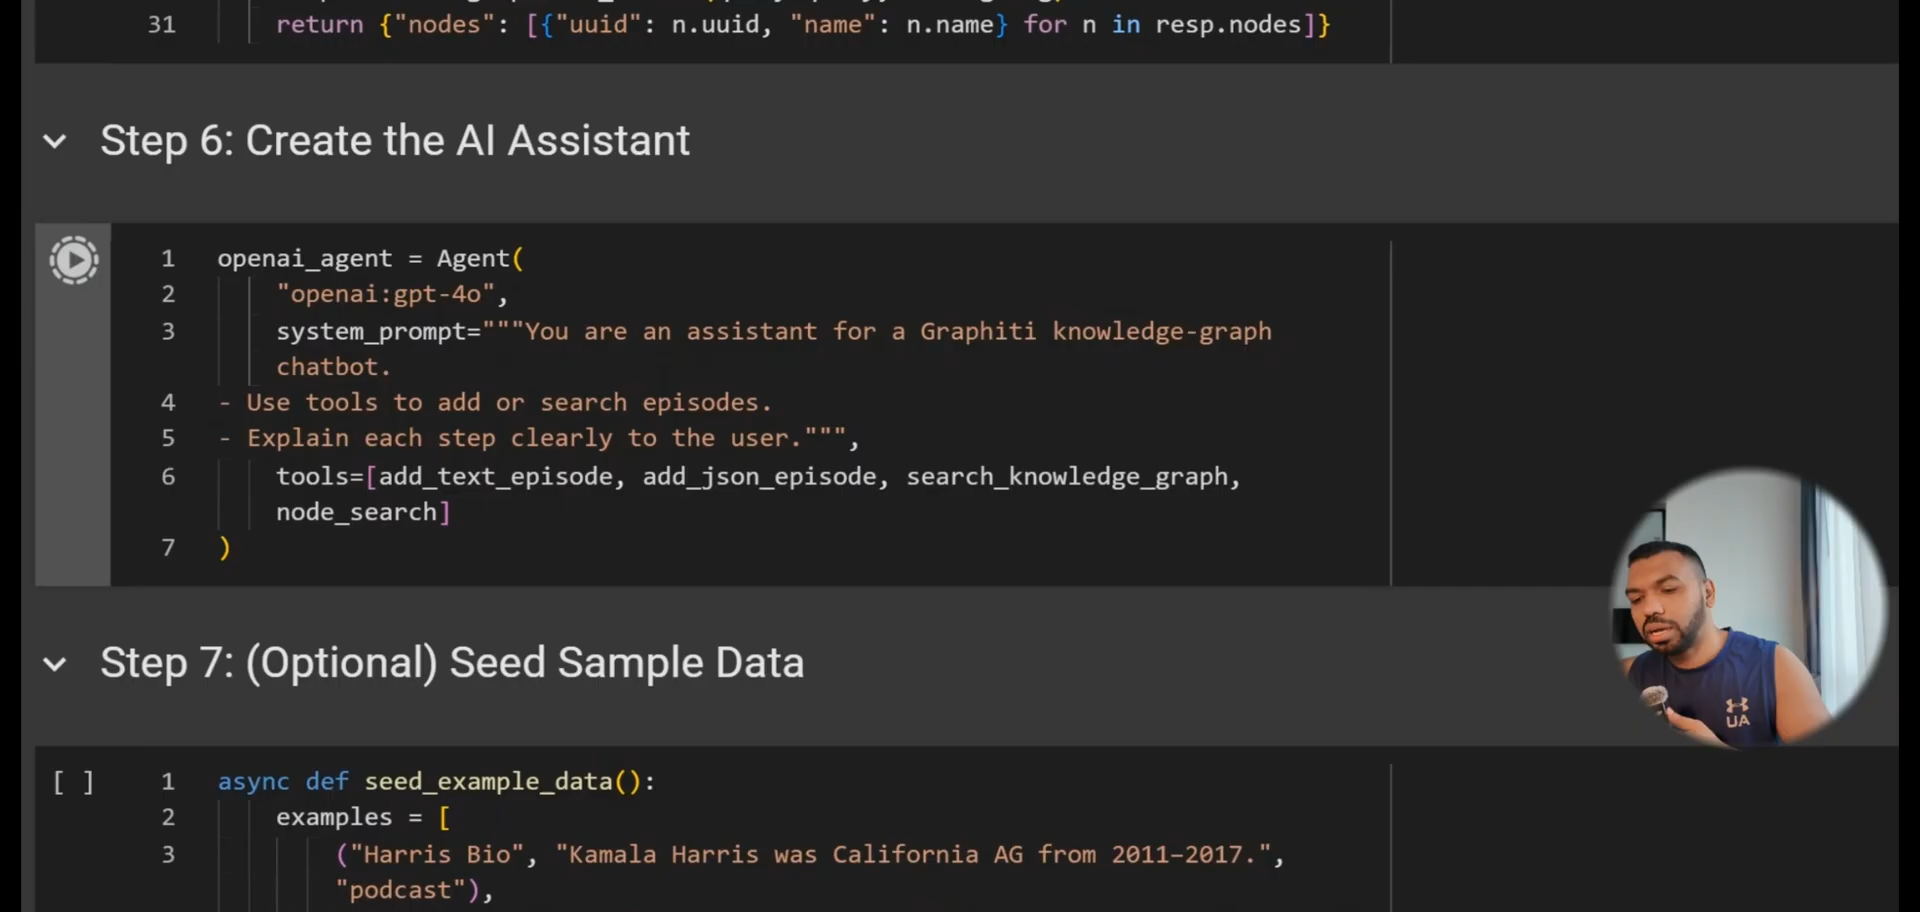 31 return {"nodes": [{"uuid": n.uuid, "name": n.name} for n in resp.nodes]}
Step 6: Create the AI Assistant
1 openai_agent = Agent(
2 "openai:gpt-4o",
3 system_prompt="""You are an assistant for a Graphiti knowledge-graph
chatbot.
4 - Use tools to add or search episodes.
5 - Explain each step clearly to the user.""",
6 tools=[add_text_episode, add_json_episode, search_knowledge_graph,
node_search]
7 )
Step 7: (Optional) Seed Sample Data
[ ] 1 async def seed_example_data():
2 examples = [
3 ("Harris Bio", "Kamala Harris was California AG from 2011–2017.",
"podcast"),
UA